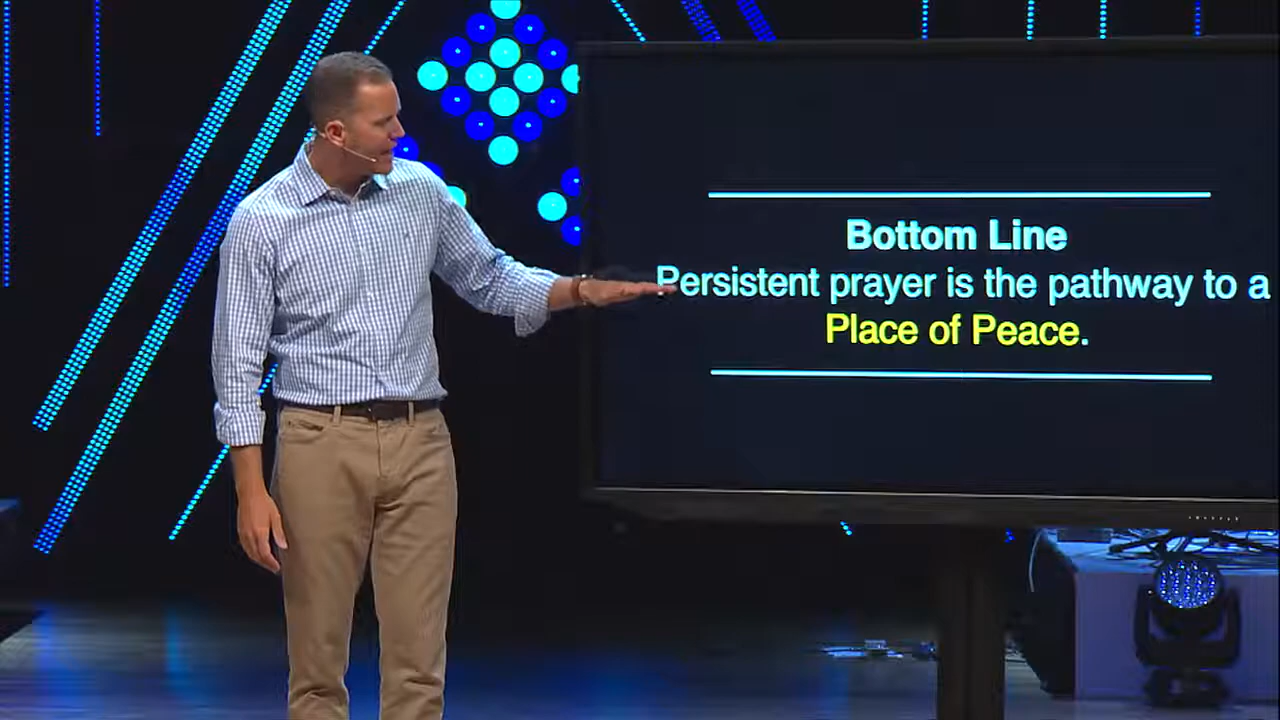 Bottom Line
Persistent prayer is the pathway to a
Place of Peace.